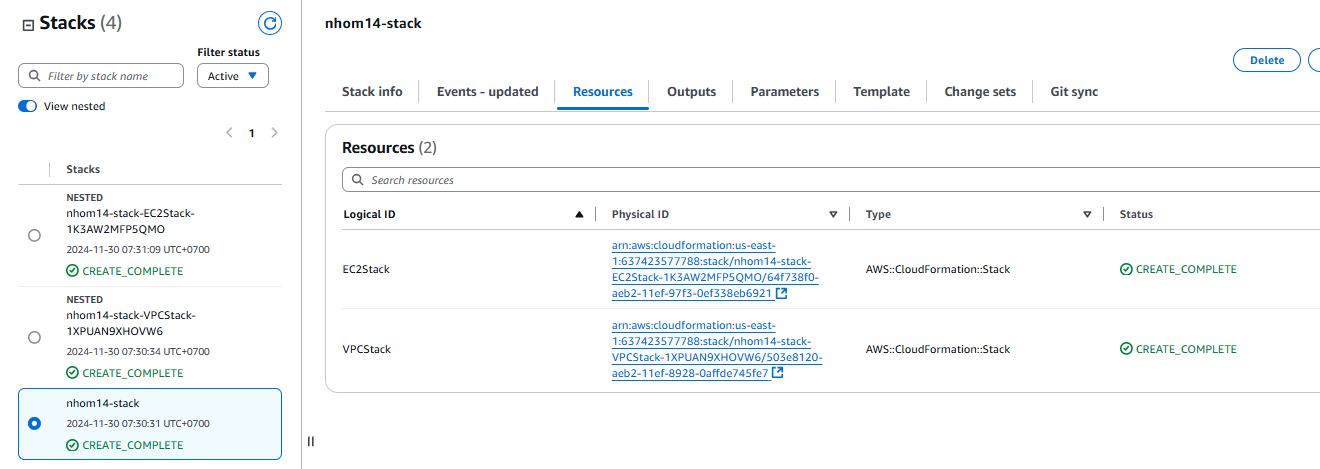 Stacks (4)
Filter status
Filter by stack name
Active
View nested
1
Stacks
NESTED
nhom14-stack-EC2Stack-
1K3AW2MFP5QMO
2024-11-30 07:31:09 UTC+0700
CREATE_COMPLETE
NESTED
nhom14-stack-VPCStack-
1XPUAN9XHOVW6
2024-11-30 07:30:34 UTC+0700
CREATE_COMPLETE
nhom14-stack
2024-11-30 07:30:31 UTC+0700
CREATE_COMPLETE
nhom14-stack
Delete
Stack info
Events - updated
Resources
Outputs
Parameters
Template
Change sets
Git sync
Resources (2)
Search resources
Logical ID
Physical ID
Type
Status
EC2Stack
arn:aws:cloudformation:us-east-
1:637423577788:stack/nhom14-stack-
EC2Stack-1K3AW2MFP5QMO/64f738f0-
aeb2-11ef-97f3-0ef338eb6921
AWS::CloudFormation::Stack
CREATE_COMPLETE
VPCStack
arn:aws:cloudformation:us-east-
1:637423577788:stack/nhom14-stack-
VPCStack-1XPUAN9XHOVW6/503e8120-
aeb2-11ef-8928-0affde745fe7
AWS::CloudFormation::Stack
CREATE_COMPLETE